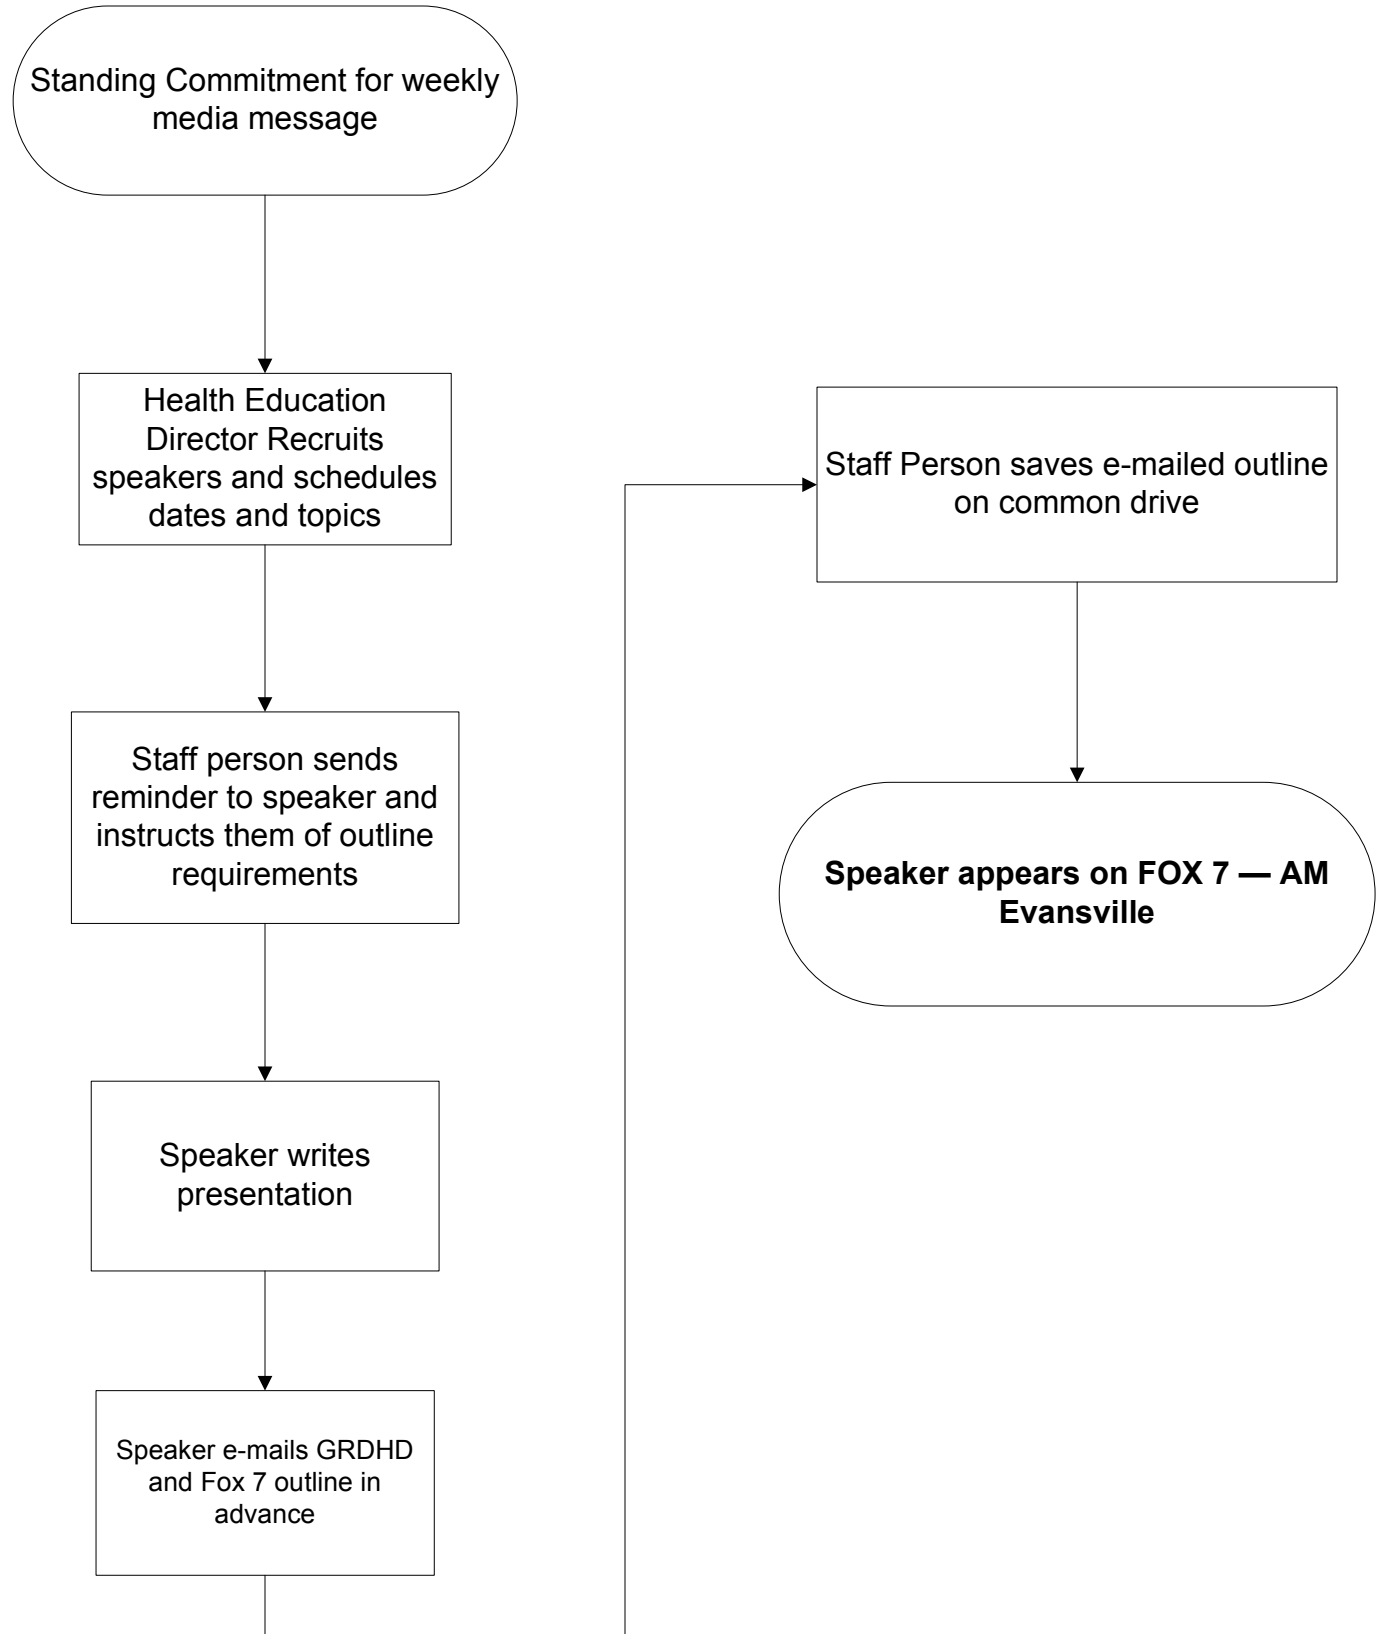 Standing Commitment for weekly
media message
Health Education
Director Recruits
speakers and schedules
dates and topics
Staff person sends
reminder to speaker and
instructs them of outline
requirements
Speaker writes
presentation
Speaker e-mails GRDHD
and Fox 7 outline in
advance
Staff Person saves e-mailed outline
on common drive
Speaker appears on FOX 7 — AM
Evansville